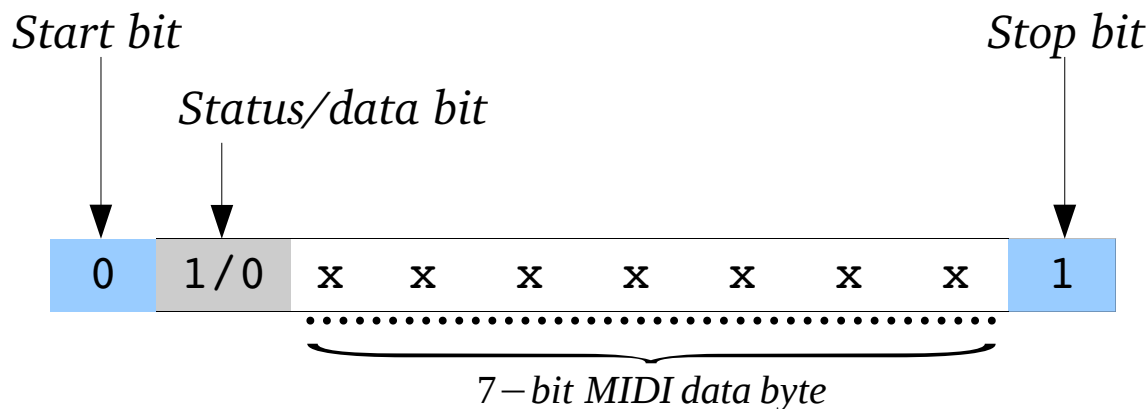 Start bit
Stop bit
Status/data bit
0 1/0 x x x x x x x 1
7–bit MIDI data byte